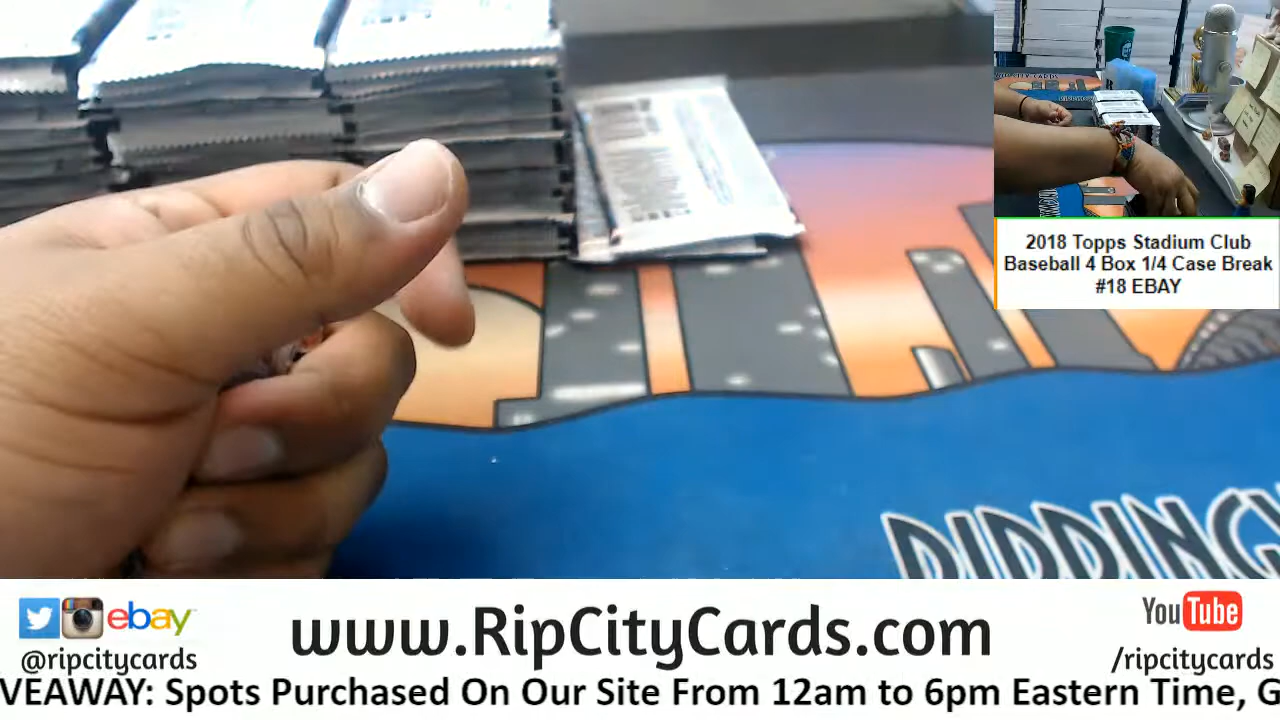 2018 Topps Stadium Club
Baseball 4 Box 1/4 Case Break
#18 EBAY
RIPPINGW
ebay
@ripcitycards
www.RipCityCards.com
YouTube
/ripcitycards
VEAWAY: Spots Purchased On Our Site From 12am to 6pm Eastern Time, G